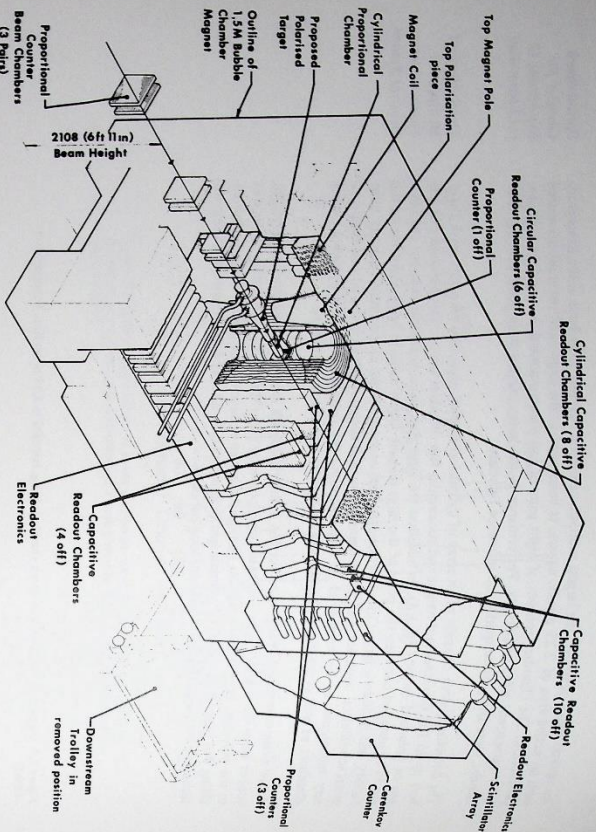 Top Magnet Pole
Top Polarisation
piece
Magnet Coil
Cylindrical
Proportional
Chamber
Proposed
Polarised
Target
Outline of
1.5M Bubble
Chamber
Magnet
Proportional
Counter
Beam Chambers
(3 Pairs)
2108 (6ft 11in)
Beam Height
Circular Capacitive
Readout Chambers (6 off)
Proportional
Counter (1 off)
Cylindrical Capacitive
Readout Chambers (8 off)
Capacitive Readout
Chambers (10 off)
Readout Electronics
Scintillator
Array
Cerenkov
Counter
Proportional
Counters
(3 off)
Capacitive
Readout Chambers
(4 off)
Readout
Electronics
Downstream
Trolley in
removed position